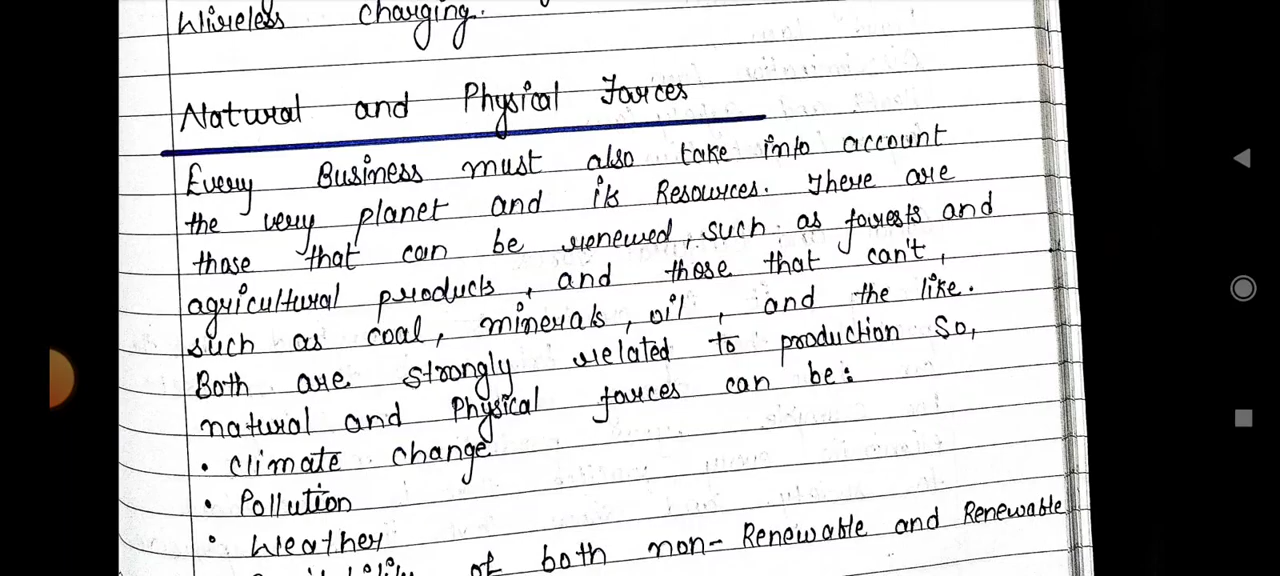 Wireless charging.
Natural and Physical Forces
Every Business must also take into account
the very planet and its Resources. There are
those that can be renewed, such as forests and
agricultural products, and those that can't,
such as coal, minerals, oil, and the like.
Both are strongly related to production So,
natural and Physical forces can be:
• Climate change
• Pollution
• Weather
of both non-Renewable and Renewable